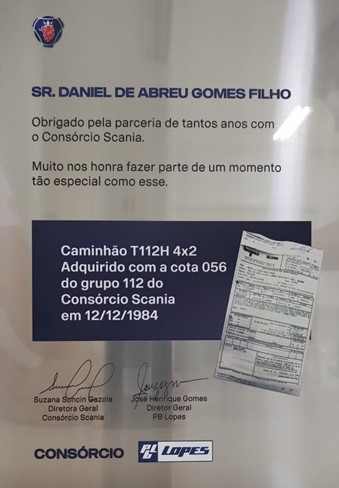 SR. DANIEL DE ABREU GOMES FILHO
Obrigado pela parceria de tantos anos com
o Consórcio Scania.
Muito nos honra fazer parte de um momento
tão especial como esse.
Caminhão T112H 4x2
Adquirido com a cota 056
do grupo 112 do
Consórcio Scania
em 12/12/1984
Suzana Soncin Gezola
Diretora Geral
Consórcio Scania
José Henrique Gomes
Diretor Geral
PB Lopes
CONSÓRCIO PB LOPES